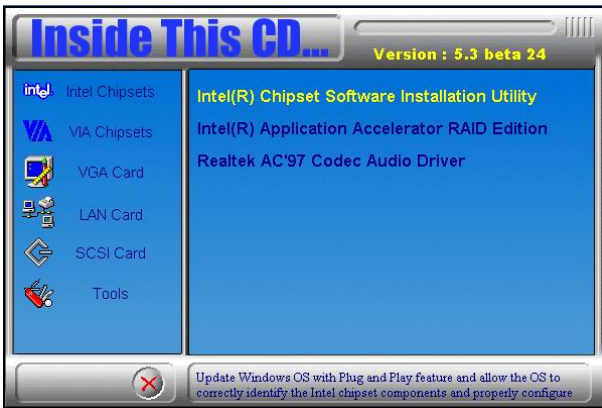 Inside This CD...
Version : 5.3 beta 24
intel Intel Chipsets
VIA VIA Chipsets
VGA Card
LAN Card
SCSI Card
Tools
Intel(R) Chipset Software Installation Utility
Intel(R) Application Accelerator RAID Edition
Realtek AC'97 Codec Audio Driver
Update Windows OS with Plug and Play feature and allow the OS to
correctly identify the Intel chipset components and properly configure